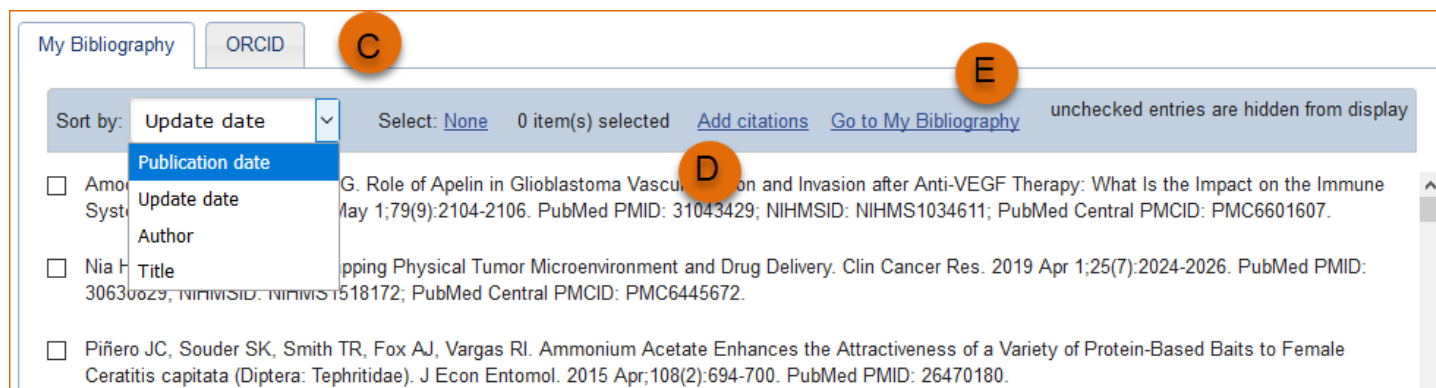 My Bibliography ORCID C
E
Sort by: Update date Select: None 0 item(s) selected Add citations Go to My Bibliography unchecked entries are hidden from display
Publication date
Update date
Author
Title
D
G. Role of Apelin in Glioblastoma on and Invasion after Anti-VEGF Therapy: What Is the Impact on the Immune
May 1;79(9):2104-2106. PubMed PMID: 31043429; NIHMSID: NIHMS1034611; PubMed Central PMCID: PMC6601607.
Nia pping Physical Tumor Microenvironment and Drug Delivery. Clin Cancer Res. 2019 Apr 1;25(7):2024-2026. PubMed PMID:
30630829; NIHMSID: NIHMS1518172; PubMed Central PMCID: PMC6445672.
Piñero JC, Souder SK, Smith TR, Fox AJ, Vargas RI. Ammonium Acetate Enhances the Attractiveness of a Variety of Protein-Based Baits to Female
Ceratitis capitata (Diptera: Tephritidae). J Econ Entomol. 2015 Apr;108(2):694-700. PubMed PMID: 26470180.